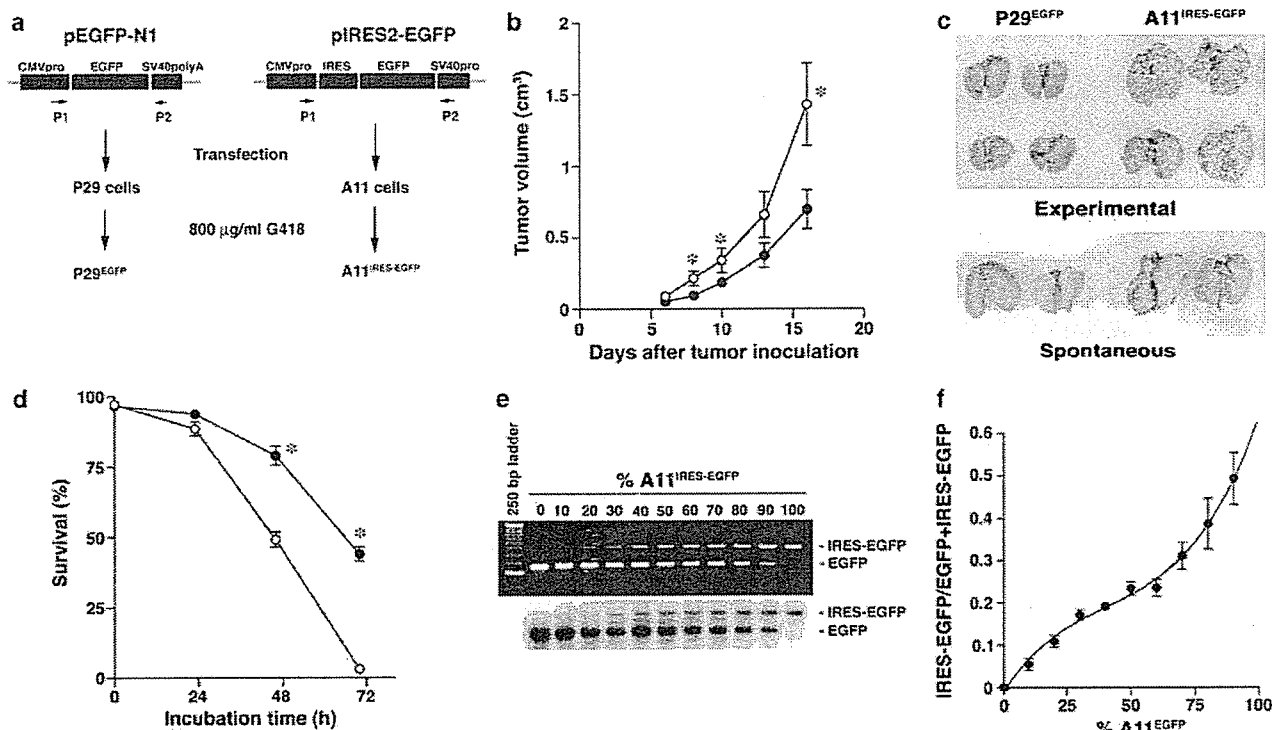 a
pEGFP-N1
pIRES2-EGFP
CMVpro EGFP SV40polyA
CMVpro IRES EGFP SV40pro
P1 P2
P1 P2
Transfection
P29 cells
A11 cells
800 μg/ml G418
P29EGFP
A11IRES-EGFP
b
Tumor volume (cm3)
2
1.5
1
0.5
0
0 5 10 15 20
Days after tumor inoculation
* * *
c
P29EGFP A11IRES-EGFP
Experimental
Spontaneous
d
Survival (%)
100
75
50
25
0
0 24 48 72
Incubation time (h)
* *
e
250 bp ladder
% A11IRES-EGFP
0 10 20 30 40 50 60 70 80 90 100
- IRES-EGFP
- EGFP
- IRES-EGFP
- EGFP
f
IRES-EGFP/EGFP+IRES-EGFP
0.6
0.5
0.4
0.3
0.2
0.1
0
0 25 50 75 100
% A11EGFP